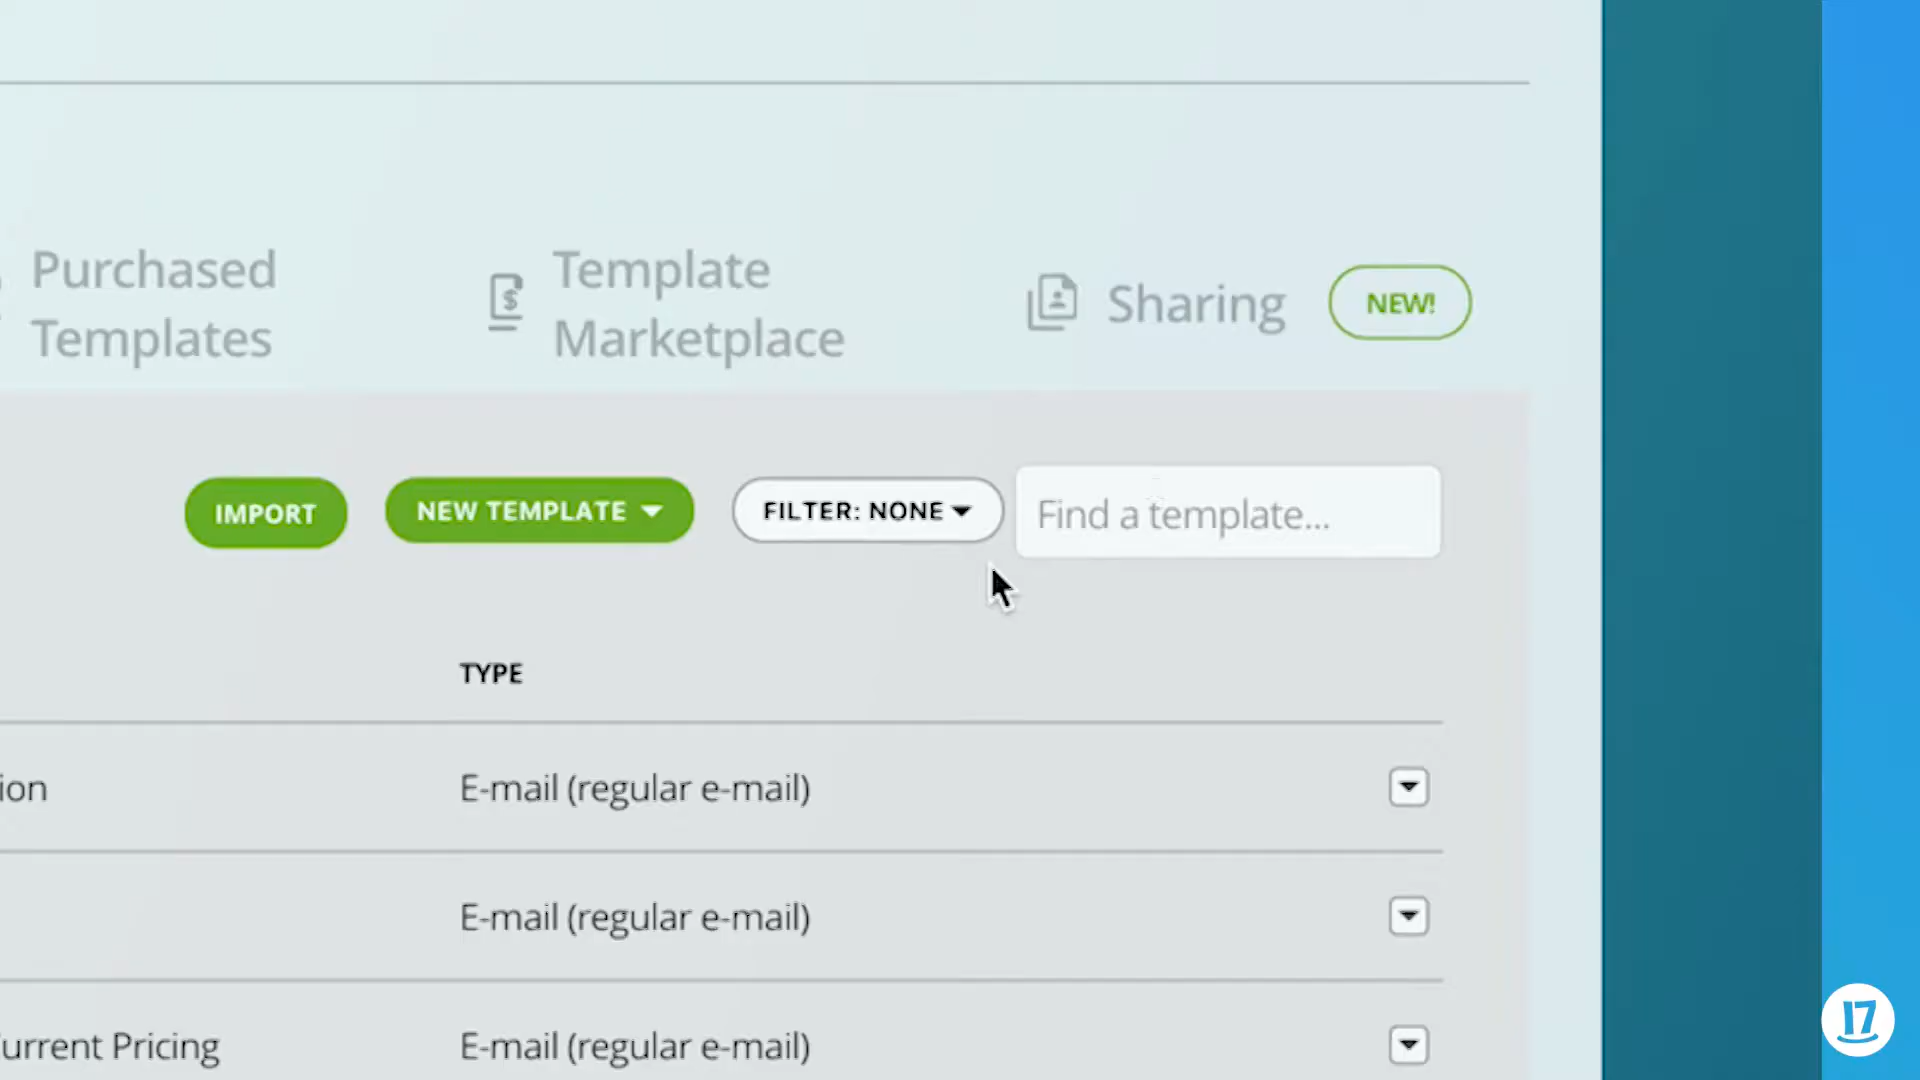 Purchased
Templates
Template
Marketplace
Sharing
NEW!
IMPORT
NEW TEMPLATE
FILTER: NONE
Find a template...
TYPE
ion
E-mail (regular e-mail)
E-mail (regular e-mail)
urrent Pricing
E-mail (regular e-mail)
17